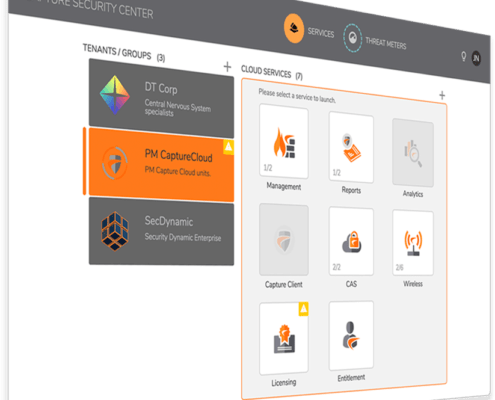 TURE SECURITY CENTER
SERVICES
THREAT METERS
JN
TENANTS / GROUPS (3)
+
DT Corp
Central Nervous System
specialists
PM CaptureCloud
PM Capture Cloud units.
SecDynamic
Security Dynamic Enterprise
CLOUD SERVICES (7)
+
Please select a service to launch.
1/2
Management
1/2
Reports
Analytics
Capture Client
2/2
CAS
2/6
Wireless
Licensing
Entitlement